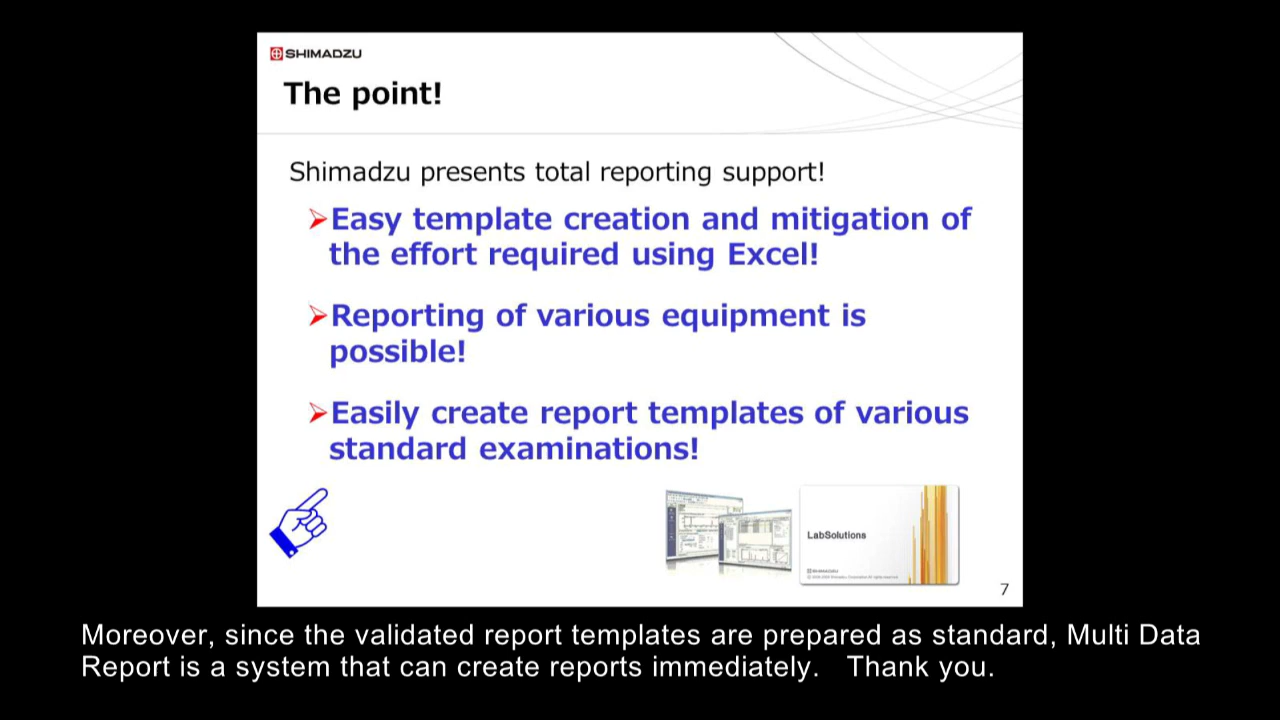 SHIMADZU
The point!
Shimadzu presents total reporting support!
➢Easy template creation and mitigation of
the effort required using Excel!
➢Reporting of various equipment is
possible!
➢Easily create report templates of various
standard examinations!
LabSolutions
SHIMADZU
7
Moreover, since the validated report templates are prepared as standard, Multi Data
Report is a system that can create reports immediately. Thank you.